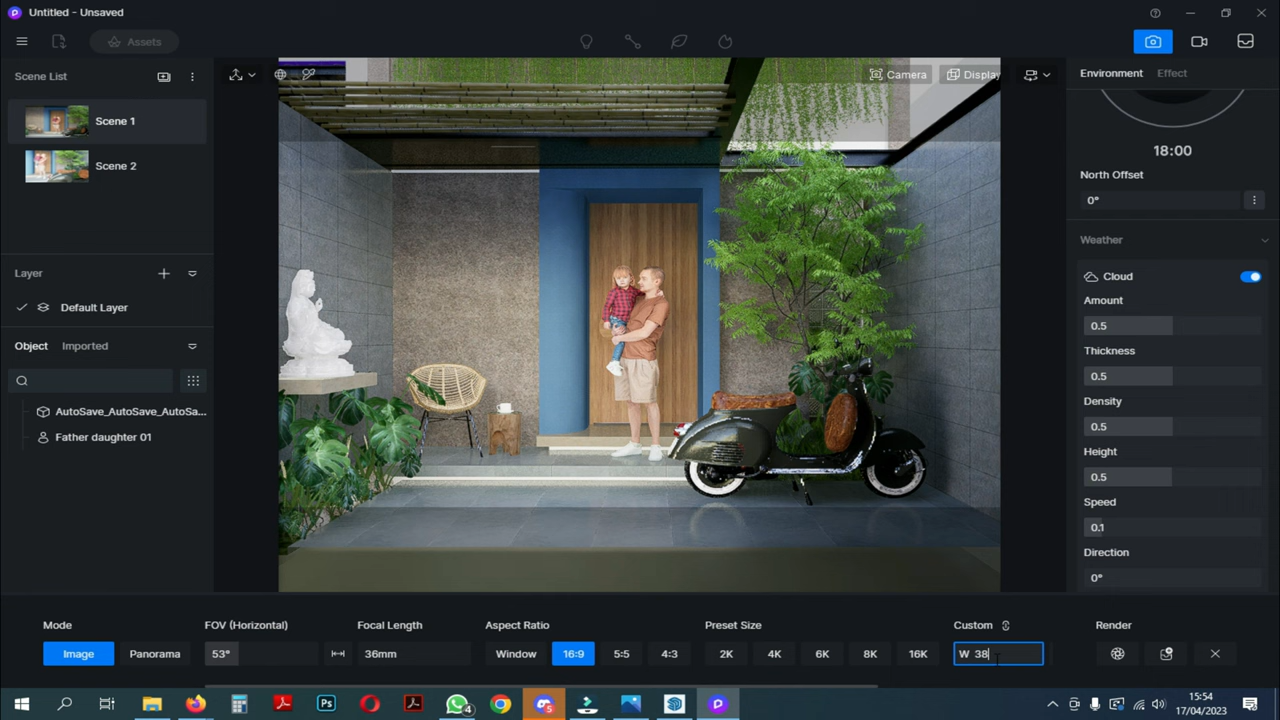 Untitled - Unsaved
Assets
Scene List
Scene 1
Scene 2
Layer
Default Layer
Object
Imported
AutoSave_AutoSave_AutoSa...
Father daughter 01
Camera
Display
Environment
Effect
18:00
North Offset
0°
Weather
Cloud
Amount
0.5
Thickness
0.5
Density
0.5
Height
0.5
Speed
0.1
Direction
0°
Mode
FOV (Horizontal)
Focal Length
Aspect Ratio
Preset Size
Custom
Render
Image
Panorama
53°
36mm
Window
16:9
5:5
4:3
2K
4K
6K
8K
16K
W 38
Ps
4
5
15:54
17/04/2023